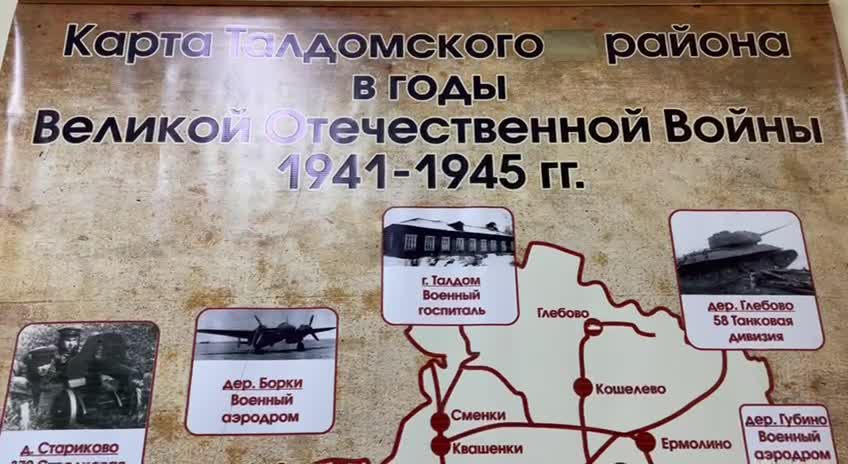 Карта Талдомского района
в годы
Великой Отечественной Войны
1941-1945 гг.
г. Талдом
Военный
госпиталь
дер. Глебово
58 Танковая
дивизия
Глебово
дер. Борки
Военный
аэродром
Кошелево
Сменки
Квашенки
Ермолино
дер. Губино
Военный
аэродром
д. Стариково